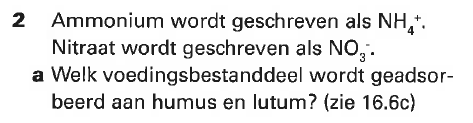 2 Ammonium wordt geschreven als NH₄⁺.
Nitraat wordt geschreven als NO₃⁻.
a Welk voedingsbestanddeel wordt geadsor-
beerd aan humus en lutum? (zie 16.6c)